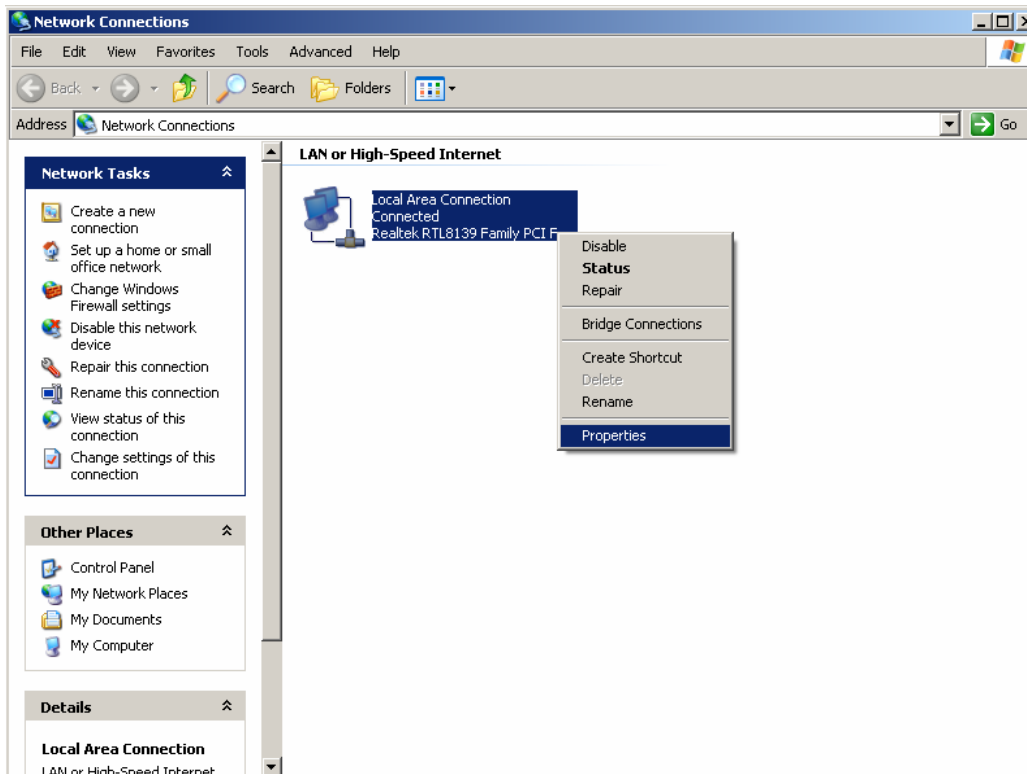 Network Connections
File Edit View Favorites Tools Advanced Help
Back Search Folders
Address Network Connections Go
Network Tasks
Create a new
connection
Set up a home or small
office network
Change Windows
Firewall settings
Disable this network
device
Repair this connection
Rename this connection
View status of this
connection
Change settings of this
connection
Other Places
Control Panel
My Network Places
My Documents
My Computer
Details
Local Area Connection
LAN or High-Speed Internet
LAN or High-Speed Internet
Local Area Connection
Connected
Realtek RTL8139 Family PCI F...
Disable
Status
Repair
Bridge Connections
Create Shortcut
Delete
Rename
Properties